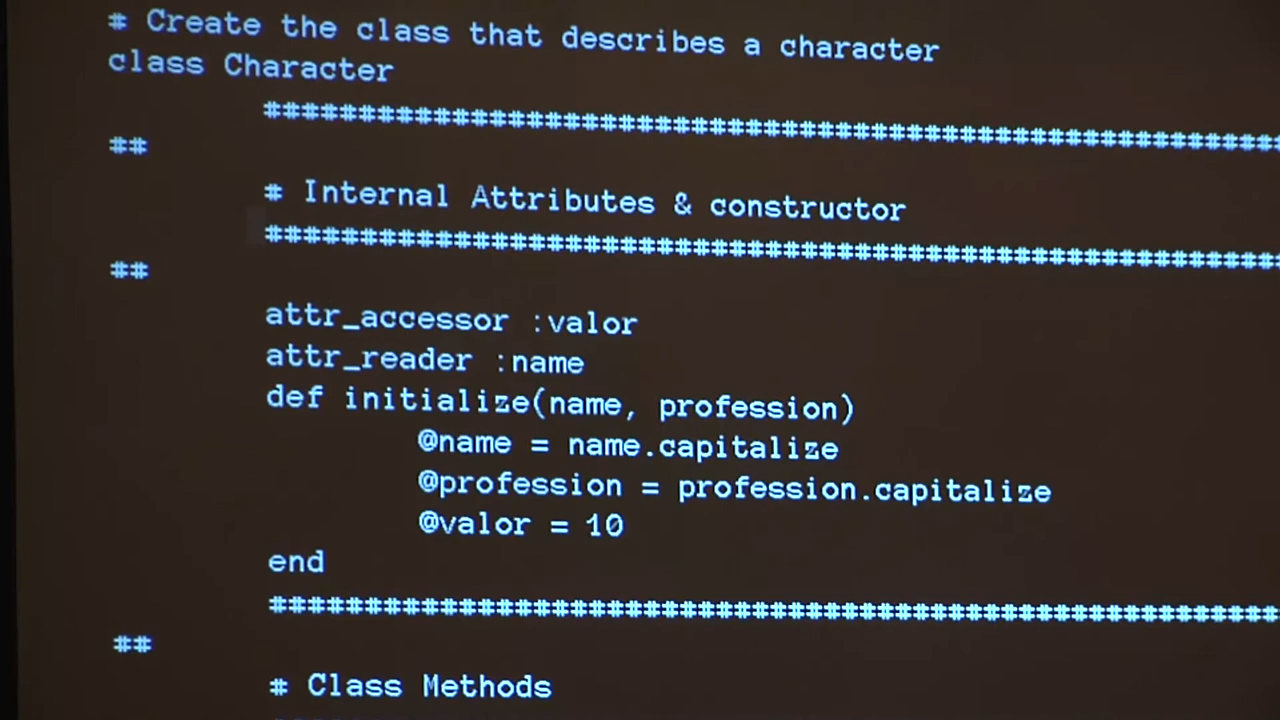 # Create the class that describes a character
class Character
########################################################
##
# Internal Attributes & constructor
########################################################
##
attr_accessor :valor
attr_reader :name
def initialize(name, profession)
@name = name.capitalize
@profession = profession.capitalize
@valor = 10
end
########################################################
##
# Class Methods